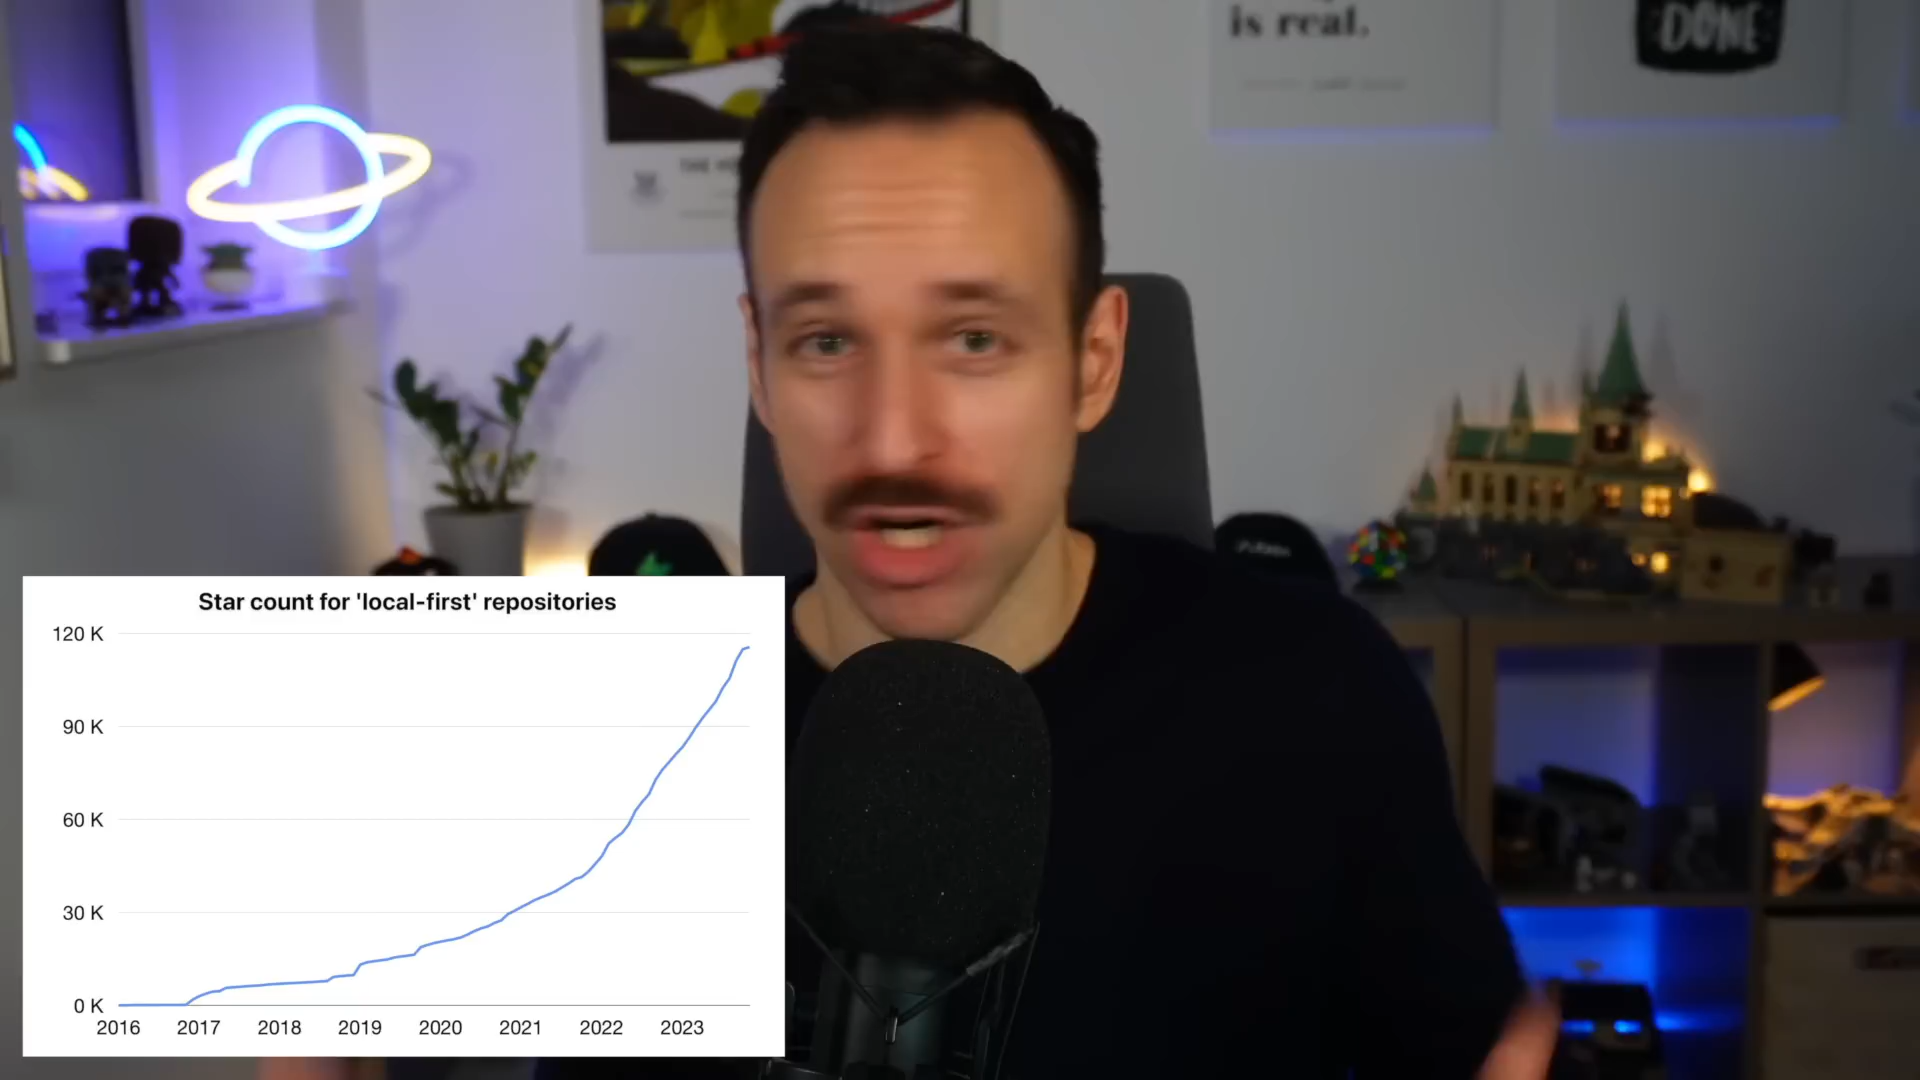 is real.
DONE
THE
Star count for 'local-first' repositories
120 K
90 K
60 K
30 K
0 K
2016 2017 2018 2019 2020 2021 2022 2023